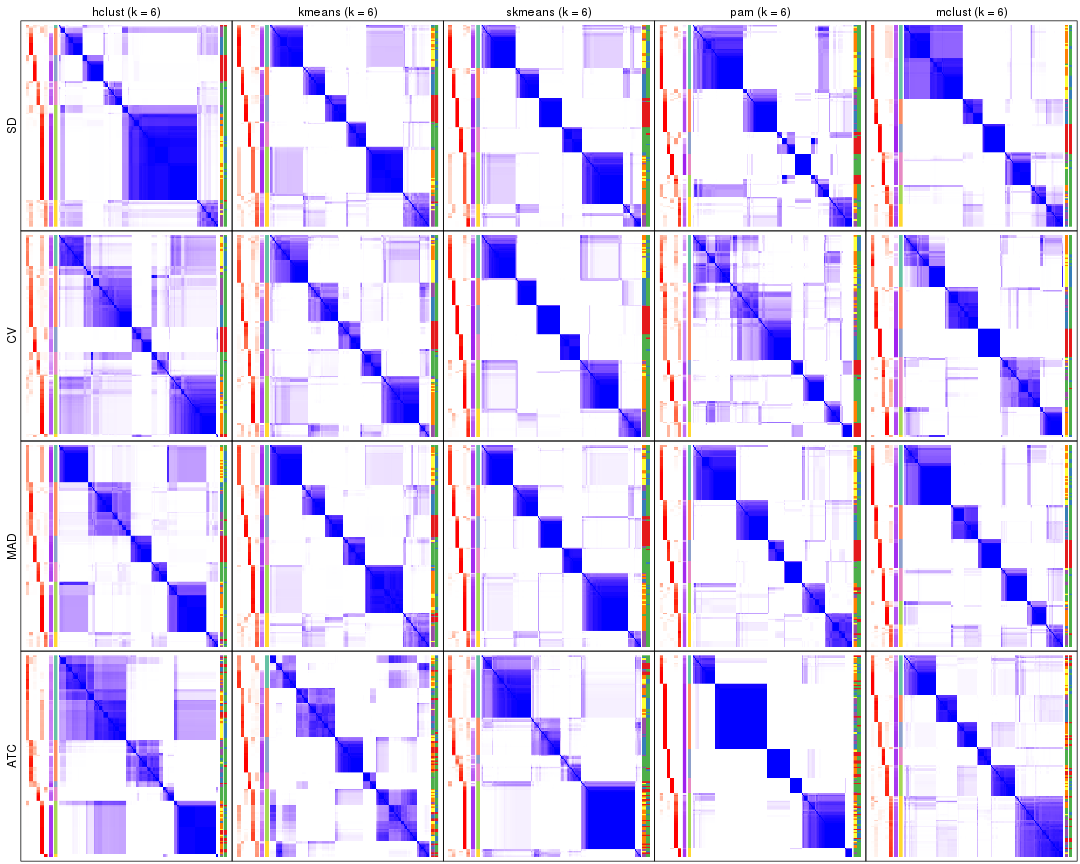 hclust (k = 6) kmeans (k = 6) skmeans (k = 6) pam (k = 6) mclust (k = 6)
SD
CV
MAD
ATC